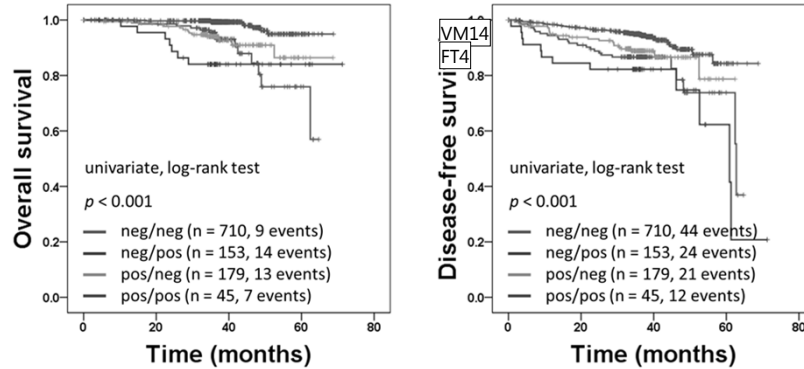 Overall survival
1.0
0.8
0.6
0.4
0.2
0.0
univariate, log-rank test
p < 0.001
neg/neg (n = 710, 9 events)
neg/pos (n = 153, 14 events)
pos/neg (n = 179, 13 events)
pos/pos (n = 45, 7 events)
0 20 40 60 80
Time (months)
VM14
FT4
Disease-free
1.0
0.8
0.6
0.4
0.2
0.0
univariate, log-rank test
p < 0.001
neg/neg (n = 710, 44 events)
neg/pos (n = 153, 24 events)
pos/neg (n = 179, 21 events)
pos/pos (n = 45, 12 events)
0 20 40 60 80
Time (months)